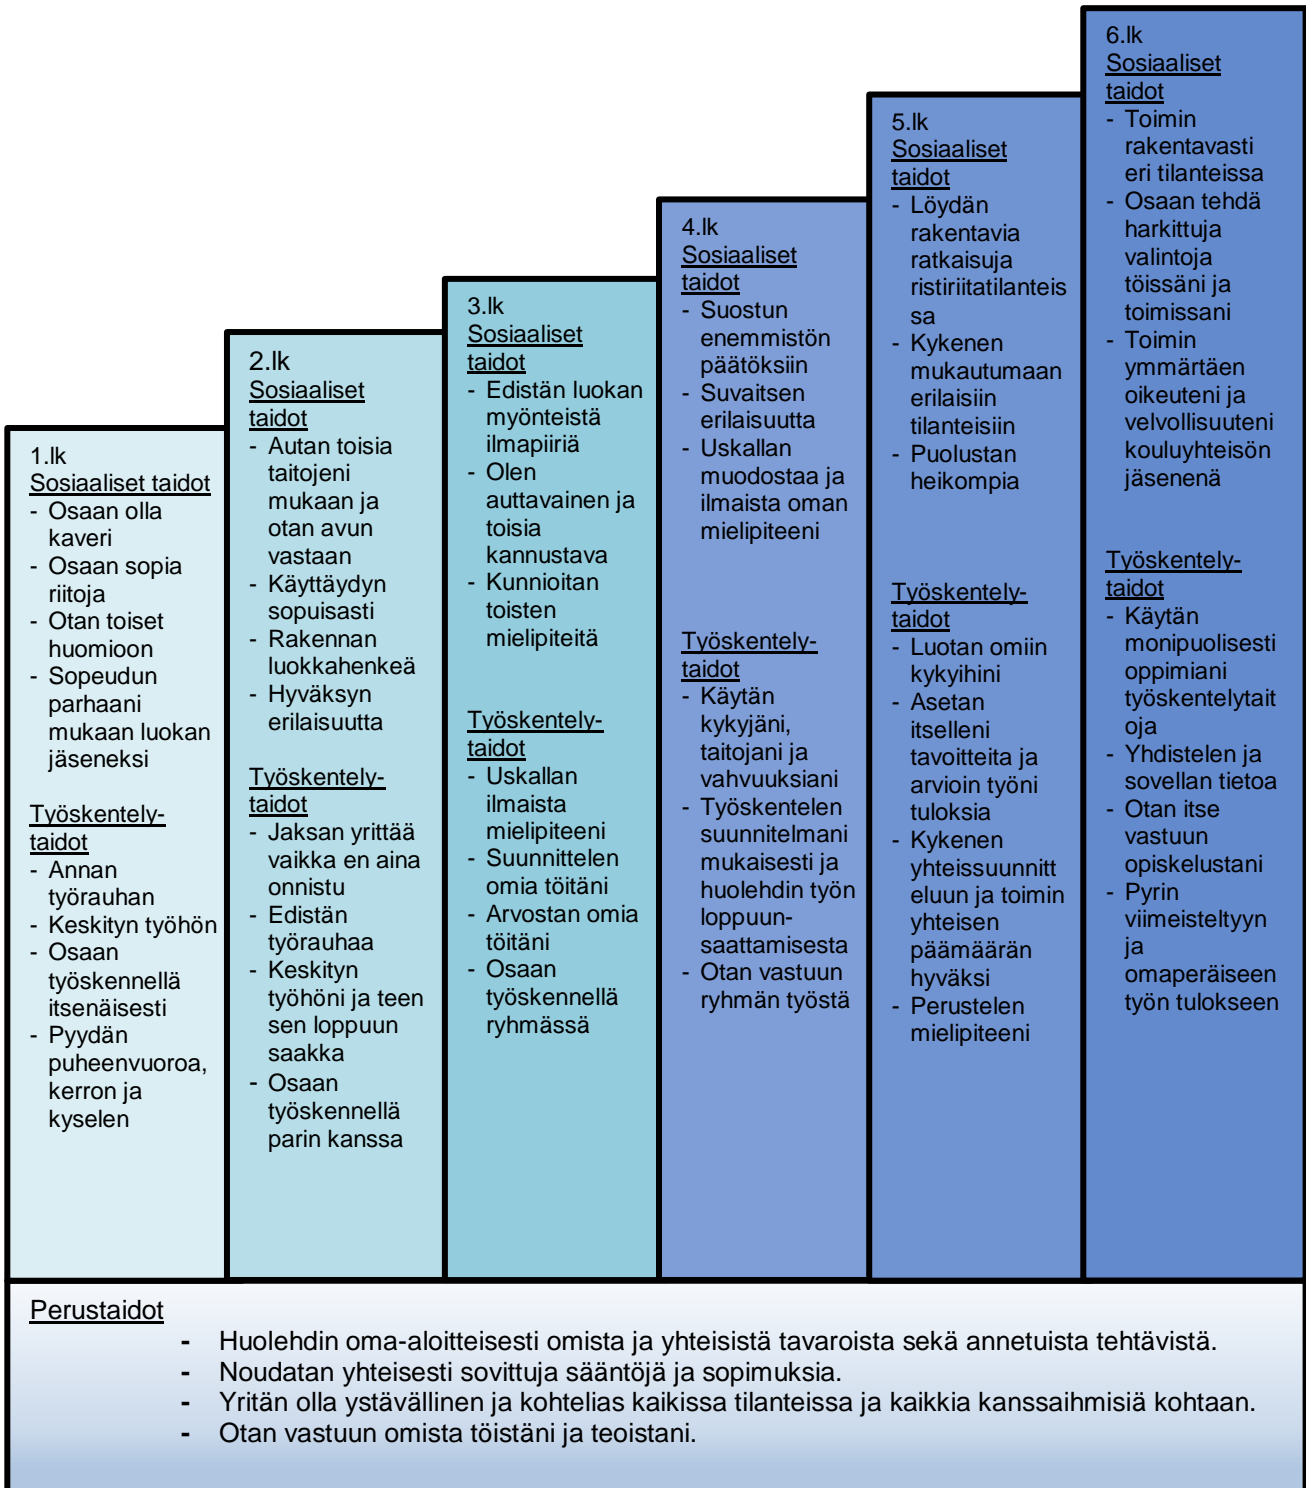 1.lk
Sosiaaliset taidot
- Osaan olla
kaveri
- Osaan sopia
riitoja
- Otan toiset
huomioon
- Sopeudun
parhaani
mukaan luokan
jäseneksi
Työskentely-
taidot
- Annan
työrauhan
- Keskityn työhön
- Osaan
työskennellä
itsenäisesti
- Pyydän
puheenvuoroa,
kerron ja
kyselen
2.lk
Sosiaaliset
taidot
- Autan toisia
taitojeni
mukaan ja
otan avun
vastaan
- Käyttäydyn
sopuisasti
- Rakennan
luokkahenkeä
- Hyväksyn
erilaisuutta
Työskentely-
taidot
- Jaksan yrittää
vaikka en aina
onnistu
- Edistän
työrauhaa
- Keskityn
työhöni ja teen
sen loppuun
saakka
- Osaan
työskennellä
parin kanssa
3.lk
Sosiaaliset
taidot
- Edistän luokan
myönteistä
ilmapiiriä
- Olen
auttavainen ja
toisia
kannustava
- Kunnioitan
toisten
mielipiteitä
Työskentely-
taidot
- Uskallan
ilmaista
mielipiteeni
- Suunnittelen
omia töitäni
- Arvostan omia
töitäni
- Osaan
työskennellä
ryhmässä
4.lk
Sosiaaliset
taidot
- Suostun
enemmistön
päätöksiin
- Suvaitsen
erilaisuutta
- Uskallan
muodostaa ja
ilmaista oman
mielipiteeni
Työskentely-
taidot
- Käytän
kykyjäni,
taitojani ja
vahvuuksiani
- Työskentelen
suunnitelmani
mukaisesti ja
huolehdin työn
loppuun-
saattamisesta
- Otan vastuun
ryhmän työstä
5.lk
Sosiaaliset
taidot
- Löydän
rakentavia
ratkaisuja
ristiriitatilanteis
sa
- Kykenen
mukautumaan
erilaisiin
tilanteisiin
- Puolustan
heikompia
Työskentely-
taidot
- Luotan omiin
kykyihini
- Asetan
itselleni
tavoitteita ja
arvioin työni
tuloksia
- Kykenen
yhteissuunnitt
eluun ja toimin
yhteisen
päämäärän
hyväksi
- Perustelen
mielipiteeni
6.lk
Sosiaaliset
taidot
- Toimin
rakentavasti
eri tilanteissa
- Osaan tehdä
harkittuja
valintoja
töissäni ja
toimissani
- Toimin
ymmärtäen
oikeuteni ja
velvollisuuteni
kouluyhteisön
jäsenenä
Työskentely-
taidot
- Käytän
monipuolisesti
oppimiani
työskentelytait
oja
- Yhdistelen ja
sovellan tietoa
- Otan itse
vastuun
opiskelustani
- Pyrin
viimeisteltyyn
ja
omaperäiseen
työn tulokseen
Perustaidot
- Huolehdin oma-aloitteisesti omista ja yhteisistä tavaroista sekä annetuista tehtävistä.
- Noudatan yhteisesti sovittuja sääntöjä ja sopimuksia.
- Yritän olla ystävällinen ja kohtelias kaikissa tilanteissa ja kaikkia kanssaihmisiä kohtaan.
- Otan vastuun omista töistäni ja teoistani.